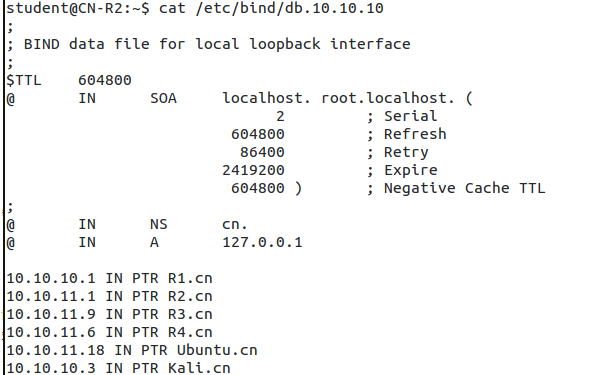 student@CN-R2:~$ cat /etc/bind/db.10.10.10
;
; BIND data file for local loopback interface
;
$TTL    604800
@       IN      SOA     localhost. root.localhost. (
                              2         ; Serial
                         604800         ; Refresh
                          86400         ; Retry
                        2419200         ; Expire
                         604800 )       ; Negative Cache TTL
;
@       IN      NS      cn.
@       IN      A       127.0.0.1

10.10.10.1 IN PTR R1.cn
10.10.11.1 IN PTR R2.cn
10.10.11.9 IN PTR R3.cn
10.10.11.6 IN PTR R4.cn
10.10.11.18 IN PTR Ubuntu.cn
10.10.10.3 IN PTR Kali.cn